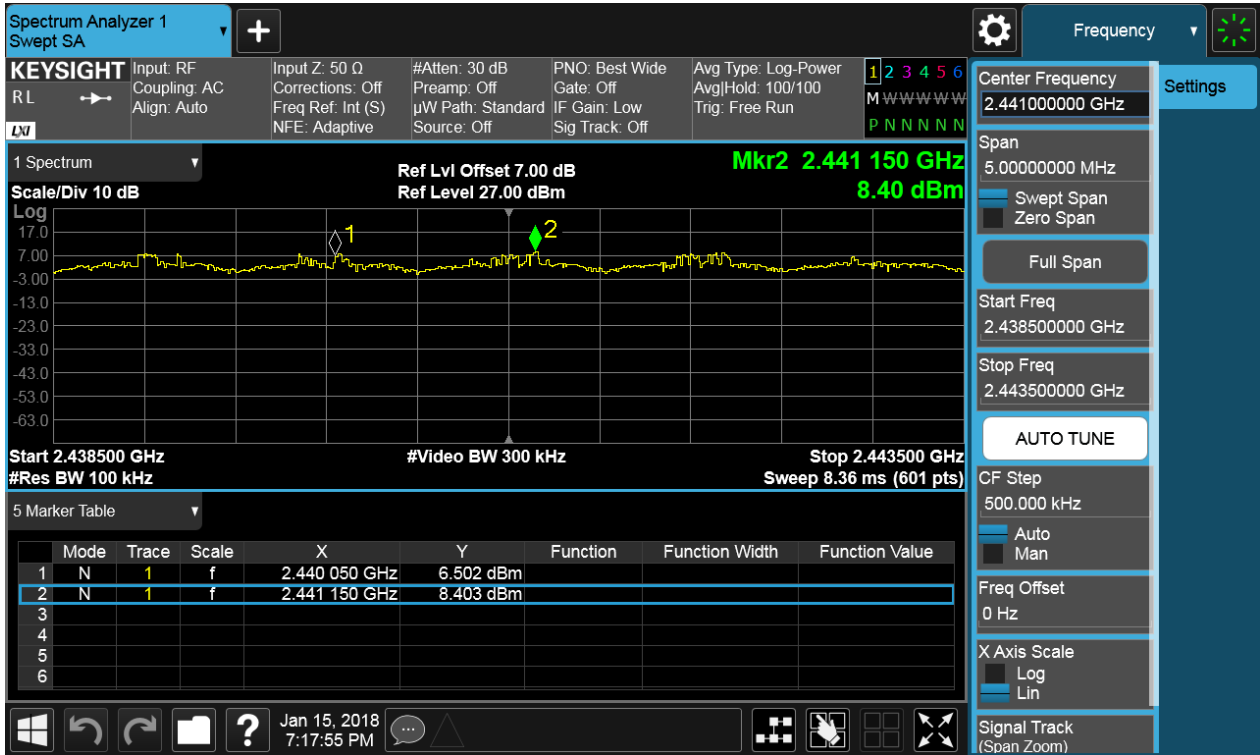 Spectrum Analyzer 1
Swept SA
+
Frequency
KEYSIGHT
RL
LXI
Input: RF
Coupling: AC
Align: Auto
Input Z: 50 Ω
Corrections: Off
Freq Ref: Int (S)
NFE: Adaptive
#Atten: 30 dB
Preamp: Off
µW Path: Standard
Source: Off
PNO: Best Wide
Gate: Off
IF Gain: Low
Sig Track: Off
Avg Type: Log-Power
Avg|Hold: 100/100
Trig: Free Run
1 2 3 4 5 6
M W W W W W
P N N N N N
1 Spectrum
Scale/Div 10 dB
Ref Lvl Offset 7.00 dB
Ref Level 27.00 dBm
Mkr2 2.441 150 GHz
8.40 dBm
Log
17.0
7.00
-3.00
-13.0
-23.0
-33.0
-43.0
-53.0
-63.0
1
2
Start 2.438500 GHz
#Video BW 300 kHz
Stop 2.443500 GHz
#Res BW 100 kHz
Sweep 8.36 ms (601 pts)
5 Marker Table
Mode Trace Scale X Y Function Function Width Function Value
1 N 1 f 2.440 050 GHz 6.502 dBm
2 N 1 f 2.441 150 GHz 8.403 dBm
3
4
5
6
Jan 15, 2018
7:17:55 PM
?
Center Frequency
2.441000000 GHz
Settings
Span
5.00000000 MHz
Swept Span
Zero Span
Full Span
Start Freq
2.438500000 GHz
Stop Freq
2.443500000 GHz
AUTO TUNE
CF Step
500.000 kHz
Auto
Man
Freq Offset
0 Hz
X Axis Scale
Log
Lin
Signal Track
(Span Zoom)